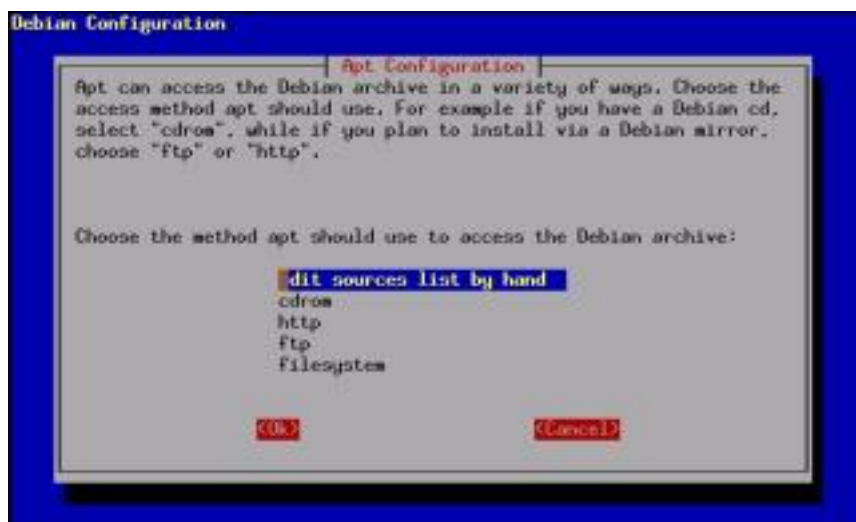 Debian Configuration
Apt Configuration
Apt can access the Debian archive in a variety of ways. Choose the
access method apt should use. For example if you have a Debian cd,
select "cdrom", while if you plan to install via a Debian mirror,
choose "ftp" or "http".
Choose the method apt should use to access the Debian archive:
dit sources list by hand
cdrom
http
ftp
filesystem
<Ok> <Cancel>